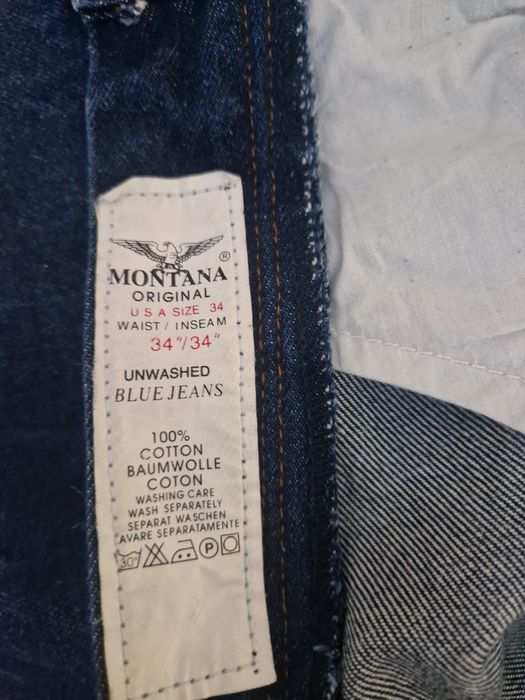 ®
MONTANA
ORIGINAL
USA SIZE 34
WAIST / INSEAM
34"/34"
UNWASHED
BLUE JEANS
100%
COTTON
BAUMWOLLE
COTON
WASHING CARE
WASH SEPARATELY
SEPARAT WASCHEN
AVARE SEPARATAMENTE
30°
P